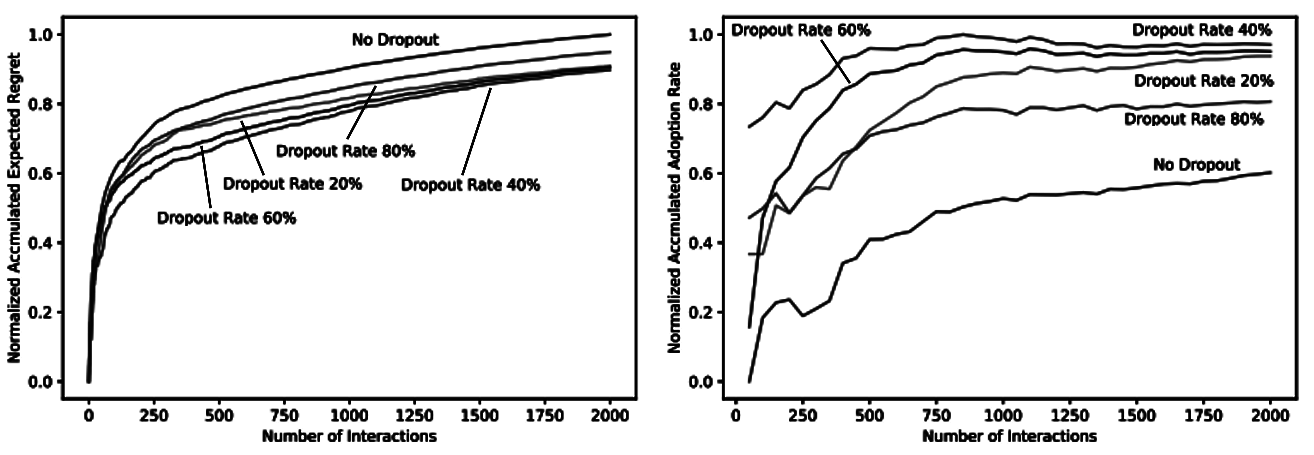 Normalized Accmulated Expected Regret
1.0
0.8
0.6
0.4
0.2
0.0
No Dropout
Dropout Rate 80%
Dropout Rate 20%
Dropout Rate 40%
Dropout Rate 60%
0 250 500 750 1000 1250 1500 1750 2000
Number of Interactions
Normalized Accmulated Adoption Rate
1.0
0.8
0.6
0.4
0.2
0.0
Dropout Rate 60%
Dropout Rate 40%
Dropout Rate 20%
Dropout Rate 80%
No Dropout
0 250 500 750 1000 1250 1500 1750 2000
Number of Interactions